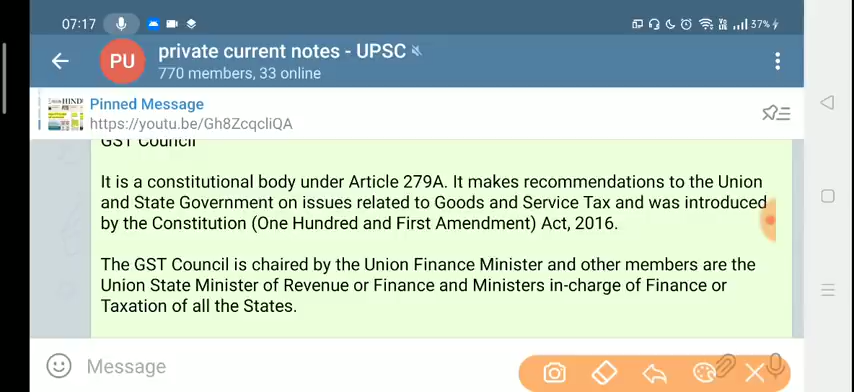 07:17
37%
PU
private current notes - UPSC
770 members, 33 online
Pinned Message
https://youtu.be/Gh8ZcqcliQA
GST Council
It is a constitutional body under Article 279A. It makes recommendations to the Union
and State Government on issues related to Goods and Service Tax and was introduced
by the Constitution (One Hundred and First Amendment) Act, 2016.
The GST Council is chaired by the Union Finance Minister and other members are the
Union State Minister of Revenue or Finance and Ministers in-charge of Finance or
Taxation of all the States.
Message